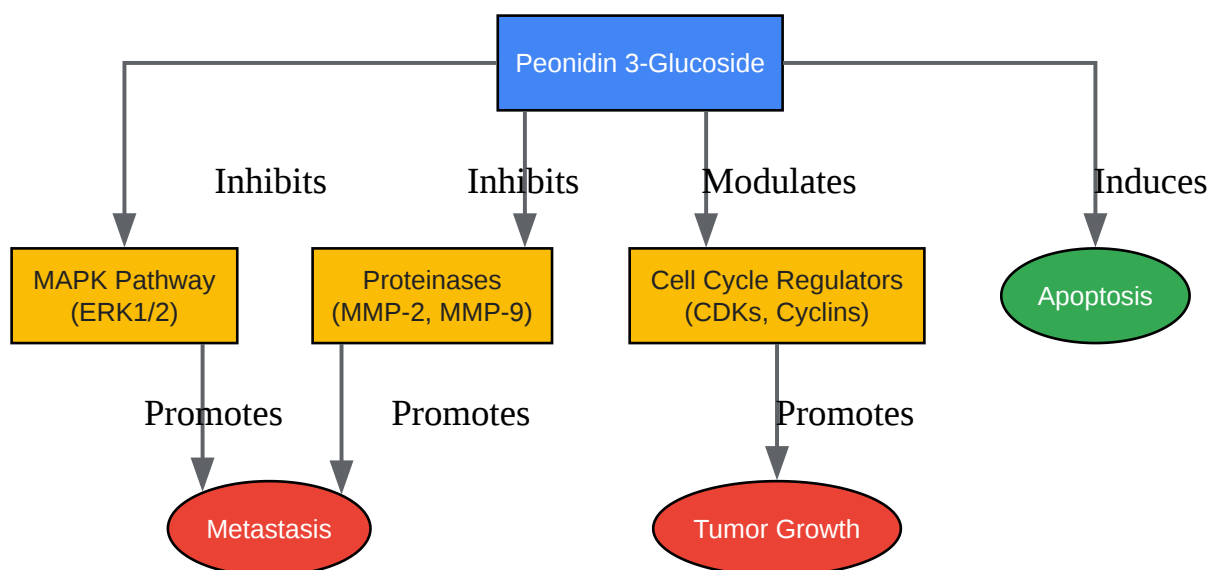 Peonidin 3-Glucoside
Inhibits
Inhibits
Modulates
Induces
MAPK Pathway
(ERK1/2)
Proteinases
(MMP-2, MMP-9)
Cell Cycle Regulators
(CDKs, Cyclins)
Apoptosis
Promotes
Promotes
Promotes
Metastasis
Tumor Growth